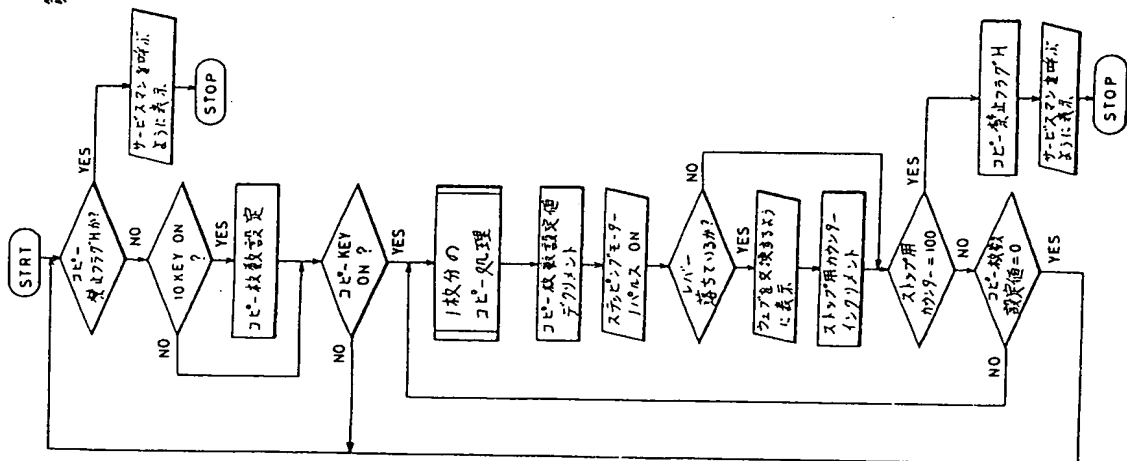 STRT
コピー
禁止フラグHか?
YES
サービスマンを呼ぶ
ように表示
STOP
NO
10 KEY ON
?
YES
NO
コピー枚数設定
コピーKEY
ON?
NO
YES
1枚分の
コピー処理
コピー枚数設定値
デクリメント
ステッピングモーター
1パルス ON
レバー
落ちているか?
NO
YES
ウェブを交換するよう
に表示
ストップ用カウンター
インクリメント
ストップ用
カウンター=100
YES
コピー禁止フラグH
サービスマンを呼ぶ
ように表示
STOP
NO
コピー枚数
設定値=0
NO
YES